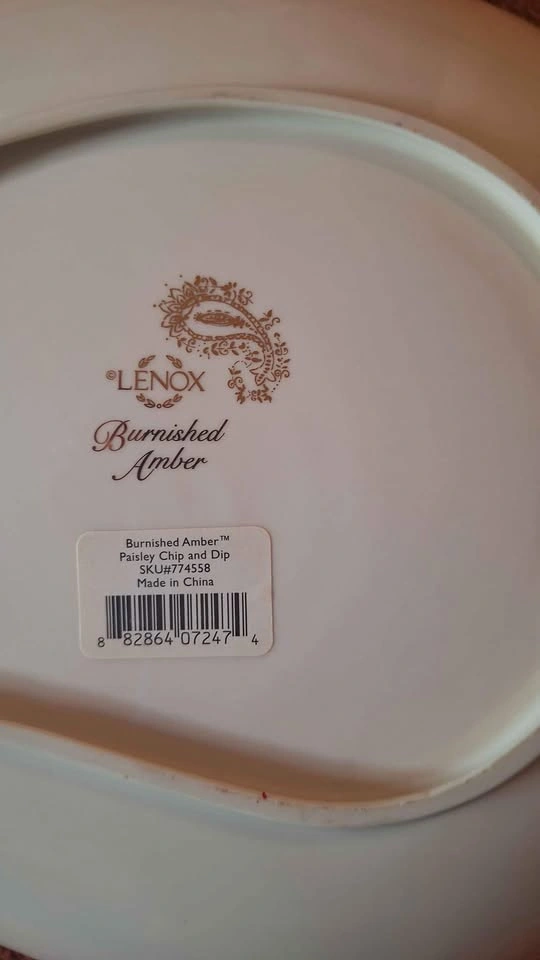 ©LENOX
Burnished
Amber
Burnished Amber™
Paisley Chip and Dip
SKU#774558
Made in China
8 82864 07247 4